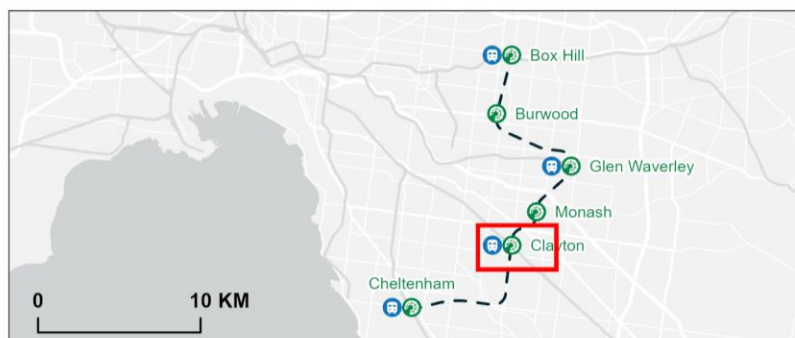 Box Hill
Burwood
Glen Waverley
Monash
Clayton
Cheltenham
0 10 KM